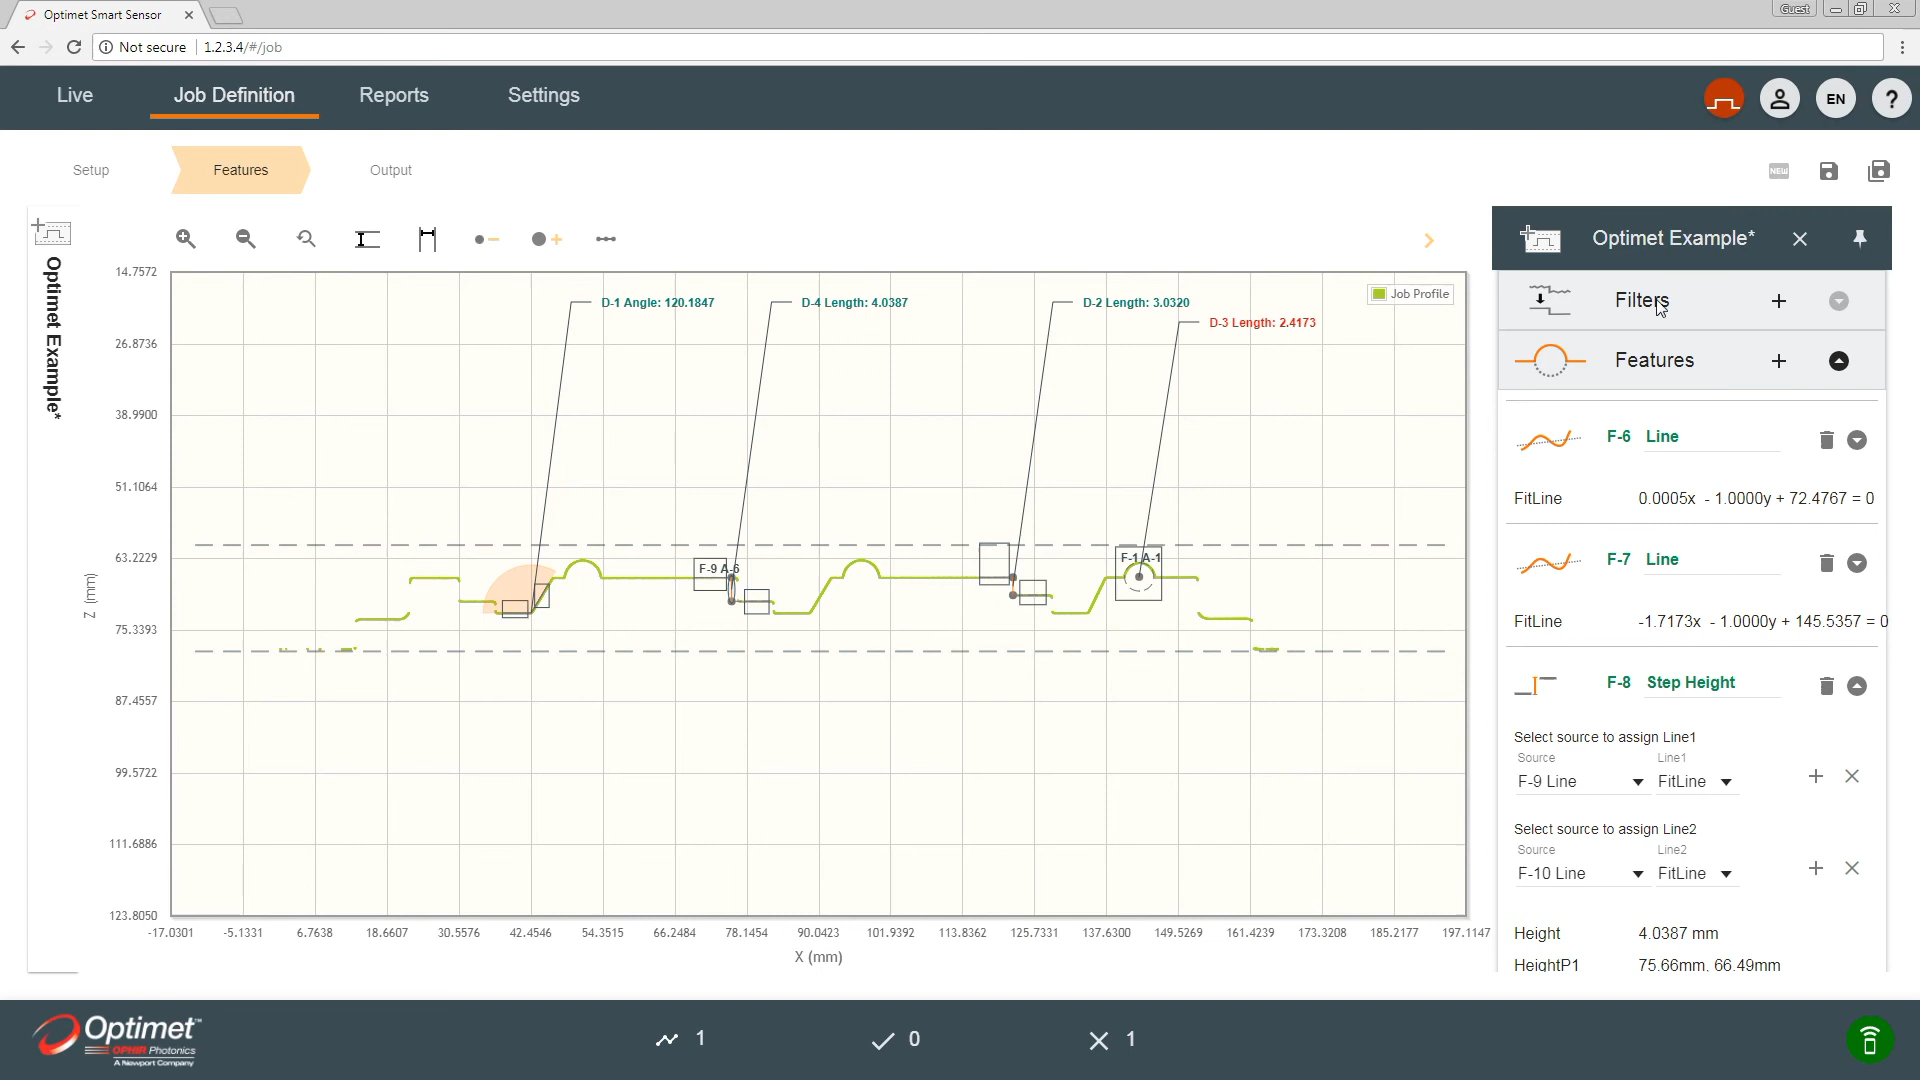 Optimet Smart Sensor
Guest
Not secure
1.2.3.4/#/job
Live
Job Definition
Reports
Settings
EN
?
Setup
Features
Output
NEW
Optimet Example*
14.7572
26.8736
38.9900
51.1064
63.2229
75.3393
87.4557
99.5722
111.6886
123.8050
Z (mm)
D-1 Angle: 120.1847
D-4 Length: 4.0387
D-2 Length: 3.0320
D-3 Length: 2.4173
Job Profile
F-9 A-6
F-1 A-1
-17.0301
-5.1331
6.7638
18.6607
30.5576
42.4546
54.3515
66.2484
78.1454
90.0423
101.9392
113.8362
125.7331
137.6300
149.5269
161.4239
173.3208
185.2177
197.1147
X (mm)
Optimet Example*
Filters
Features
F-6 Line
FitLine 0.0005x - 1.0000y + 72.4767 = 0
F-7 Line
FitLine -1.7173x - 1.0000y + 145.5357 = 0
F-8 Step Height
Select source to assign Line1
Source Line1
F-9 Line FitLine
Select source to assign Line2
Source Line2
F-10 Line FitLine
Height 4.0387 mm
HeightP1 75.66mm, 66.49mm
Optimet™
OPHIR Photonics
A Newport Company
1
0
1